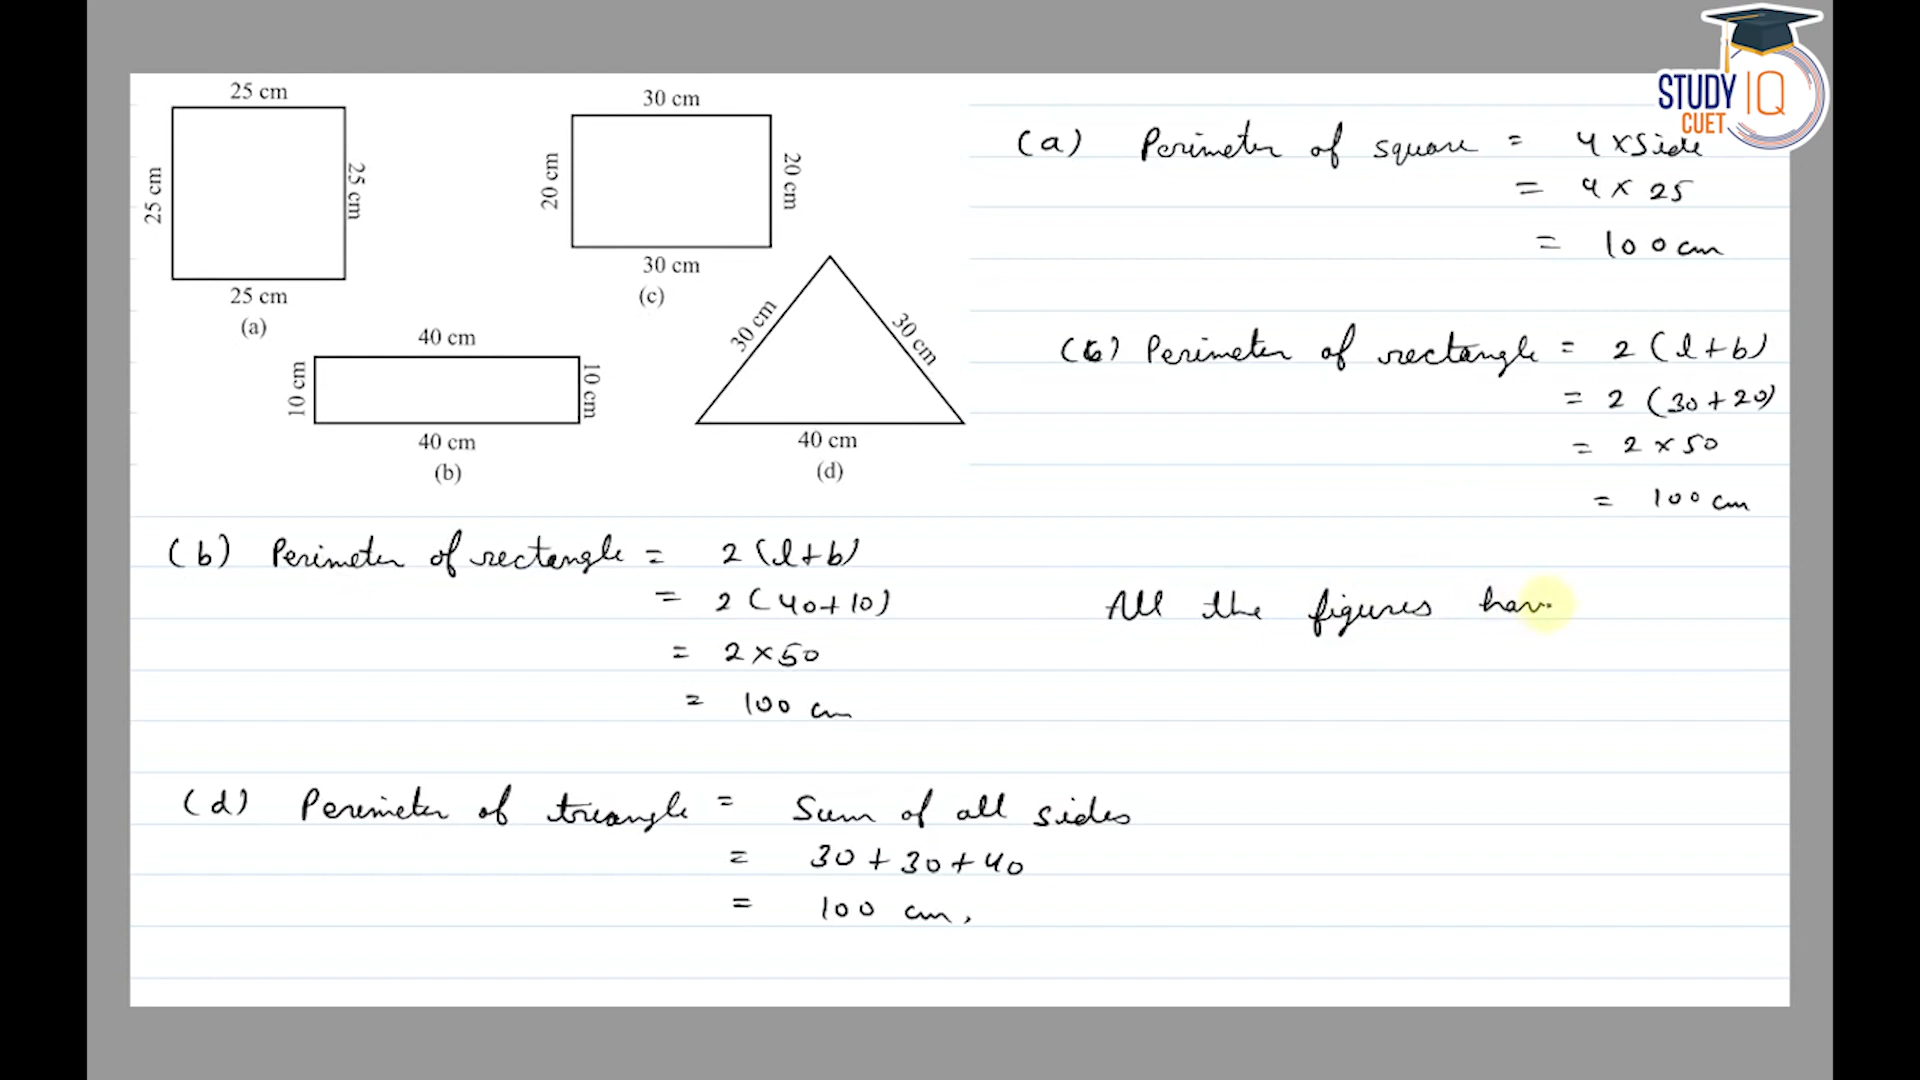 25 cm
25 cm
25 cm
25 cm
(a)
30 cm
20 cm
20 cm
30 cm
(c)
40 cm
10 cm
10 cm
40 cm
(b)
30 cm
30 cm
40 cm
(d)
STUDY IQ
CUET
(a) Perimeter of square = 4 × side
= 4 × 25
= 100 cm
(c) Perimeter of rectangle = 2 (l+b)
= 2 (30+20)
= 2 × 50
= 100 cm
(b) Perimeter of rectangle = 2 (l+b)
= 2 (40+10)
= 2 × 50
= 100 cm
All the figures hav
(d) Perimeter of triangle = Sum of all sides
= 30 + 30 + 40
= 100 cm.